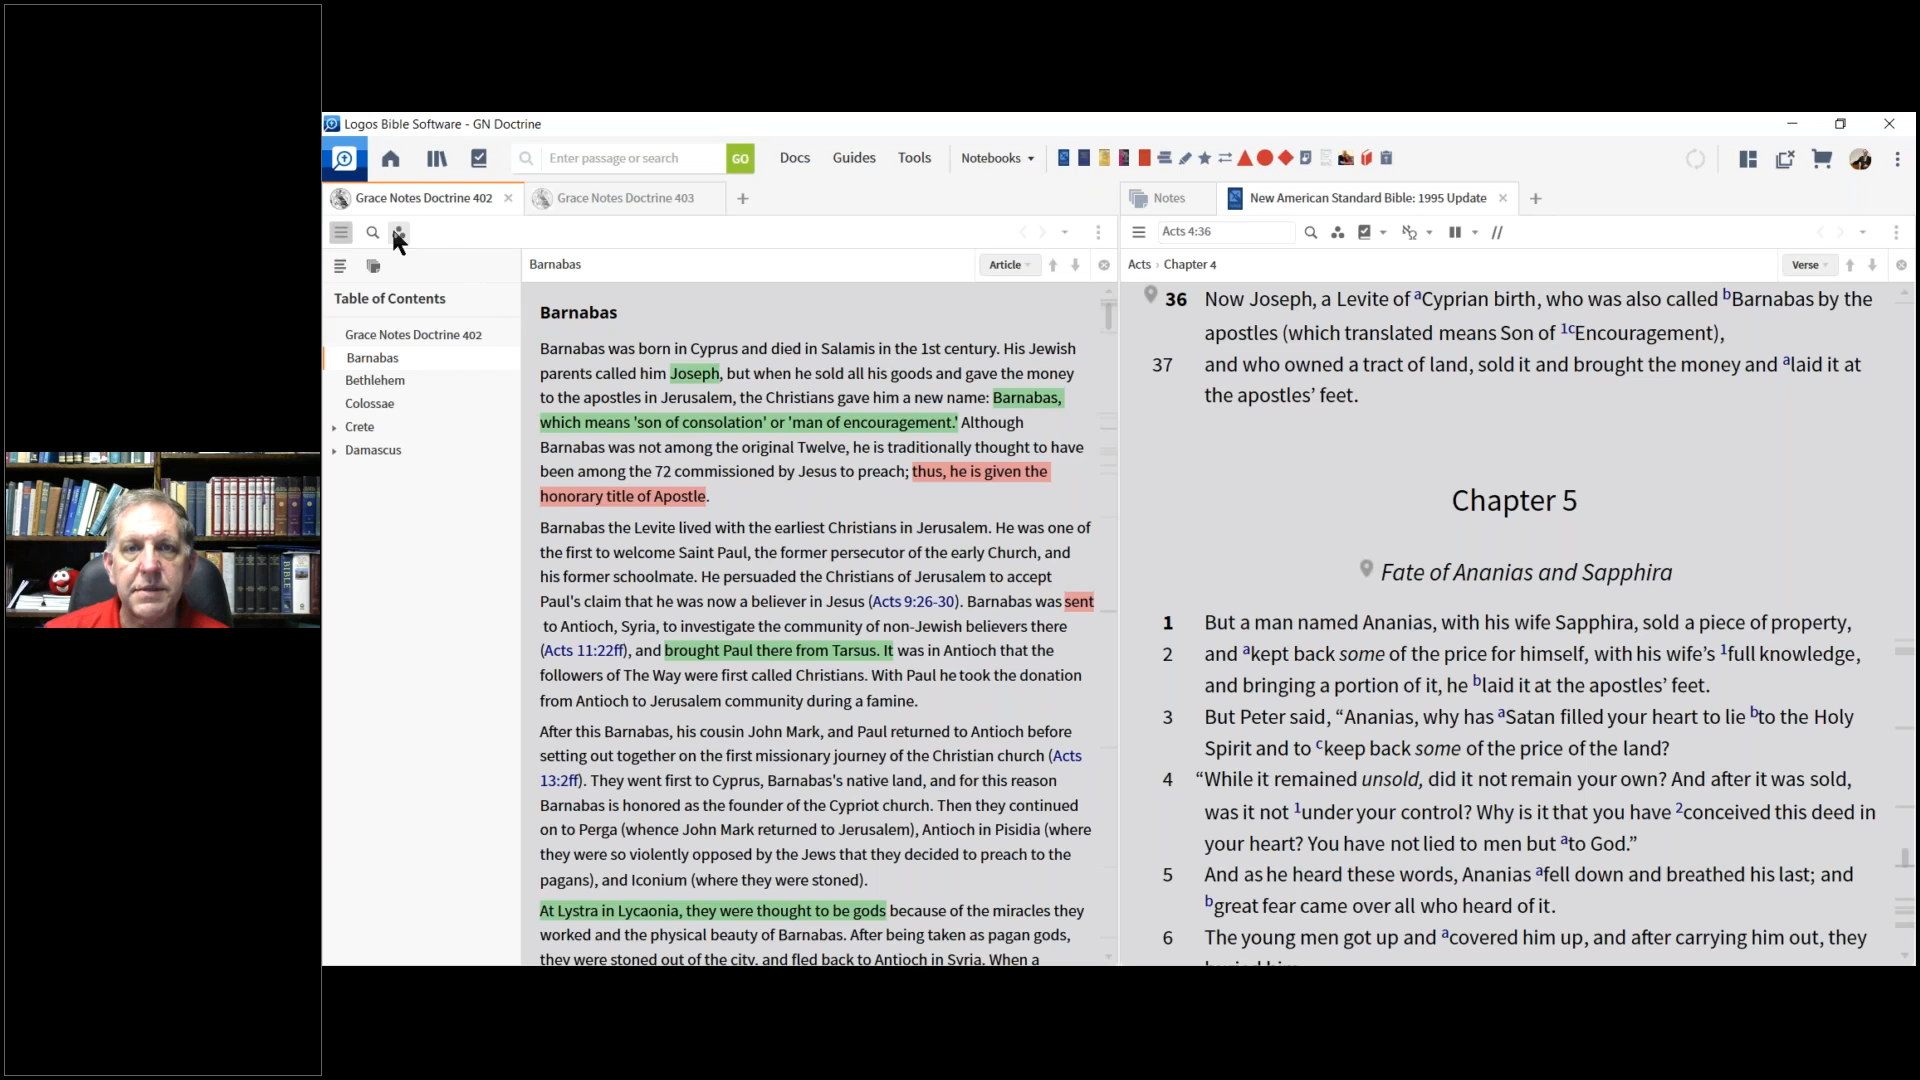 Logos Bible Software - GN Doctrine
Enter passage or search
GO
Docs
Guides
Tools
Notebooks
Grace Notes Doctrine 402
Grace Notes Doctrine 403
Notes
New American Standard Bible: 1995 Update
Acts 4:36
Barnabas
Article
Acts › Chapter 4
Verse
Table of Contents
Grace Notes Doctrine 402
Barnabas
Bethlehem
Colossae
Crete
Damascus
Barnabas
Barnabas was born in Cyprus and died in Salamis in the 1st century. His Jewish
parents called him Joseph, but when he sold all his goods and gave the money
to the apostles in Jerusalem, the Christians gave him a new name: Barnabas,
which means 'son of consolation' or 'man of encouragement.' Although
Barnabas was not among the original Twelve, he is traditionally thought to have
been among the 72 commissioned by Jesus to preach; thus, he is given the
honorary title of Apostle.
Barnabas the Levite lived with the earliest Christians in Jerusalem. He was one of
the first to welcome Saint Paul, the former persecutor of the early Church, and
his former schoolmate. He persuaded the Christians of Jerusalem to accept
Paul's claim that he was now a believer in Jesus (Acts 9:26-30). Barnabas was sent
to Antioch, Syria, to investigate the community of non-Jewish believers there
(Acts 11:22ff), and brought Paul there from Tarsus. It was in Antioch that the
followers of The Way were first called Christians. With Paul he took the donation
from Antioch to Jerusalem community during a famine.
After this Barnabas, his cousin John Mark, and Paul returned to Antioch before
setting out together on the first missionary journey of the Christian church (Acts
13:2ff). They went first to Cyprus, Barnabas's native land, and for this reason
Barnabas is honored as the founder of the Cypriot church. Then they continued
on to Perga (whence John Mark returned to Jerusalem), Antioch in Pisidia (where
they were so violently opposed by the Jews that they decided to preach to the
pagans), and Iconium (where they were stoned).
At Lystra in Lycaonia, they were thought to be gods because of the miracles they
worked and the physical beauty of Barnabas. After being taken as pagan gods,
they were stoned out of the city, and fled back to Antioch in Syria. When a
36 Now Joseph, a Levite of aCyprian birth, who was also called bBarnabas by the
apostles (which translated means Son of 1cEncouragement),
37 and who owned a tract of land, sold it and brought the money and alaid it at
the apostles’ feet.
Chapter 5
Fate of Ananias and Sapphira
1 But a man named Ananias, with his wife Sapphira, sold a piece of property,
2 and akept back some of the price for himself, with his wife’s 1full knowledge,
and bringing a portion of it, he blaid it at the apostles’ feet.
3 But Peter said, “Ananias, why has aSatan filled your heart to lie bto the Holy
Spirit and to ckeep back some of the price of the land?
4 “While it remained unsold, did it not remain your own? And after it was sold,
was it not 1under your control? Why is it that you have 2conceived this deed in
your heart? You have not lied to men but ato God.”
5 And as he heard these words, Ananias afell down and breathed his last; and
bgreat fear came over all who heard of it.
6 The young men got up and acovered him up, and after carrying him out, they
BIBLE